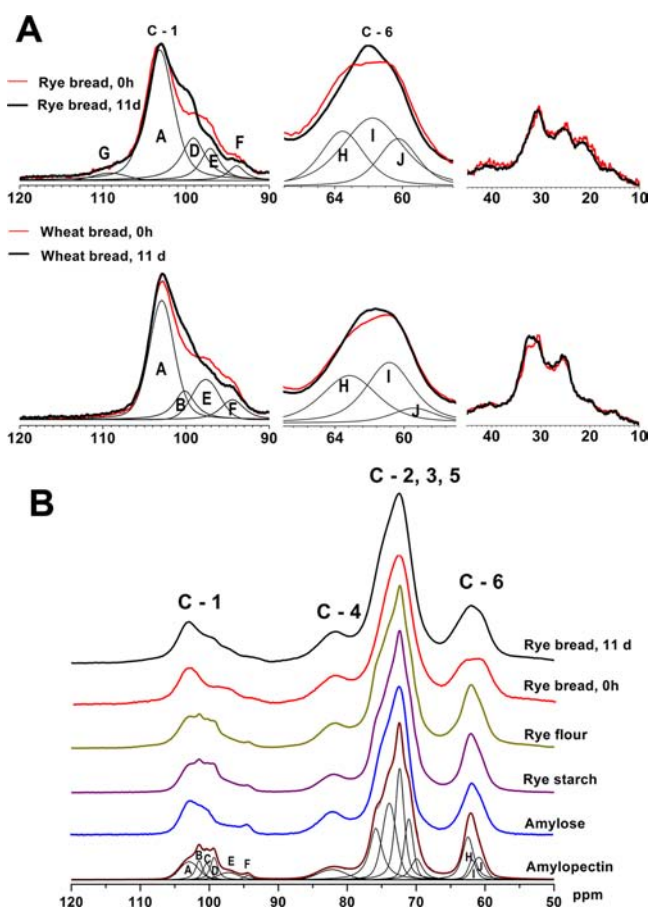 A
C - 1
C - 6
Rye bread, 0h
Rye bread, 11d
G
A
D
E
F
H
I
J
120 110 100 90
64 60
40 30 20 10
Wheat bread, 0h
Wheat bread, 11 d
A
B
E
F
H
I
J
120 110 100 90
64 60
40 30 20 10
B
C - 2, 3, 5
C - 1
C - 4
C - 6
Rye bread, 11 d
Rye bread, 0h
Rye flour
Rye starch
Amylose
Amylopectin
A
B
C
D
E
F
H
I
J
120 110 100 90 80 70 60 50
ppm